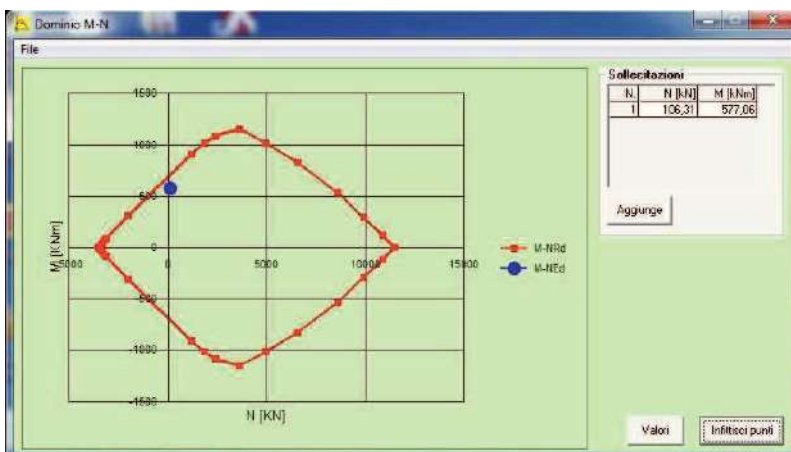 Dominio M-N
File
Sollecitazioni
N. N [kN] M [kNm]
1 106,31 577,06
Aggiunge
1500
1000
500
0
-500
-1000
-1500
M [KNm]
-5000 0 5000 10000 15000
N [KN]
M-NRd
M-NEd
Valori
Infittisci punti